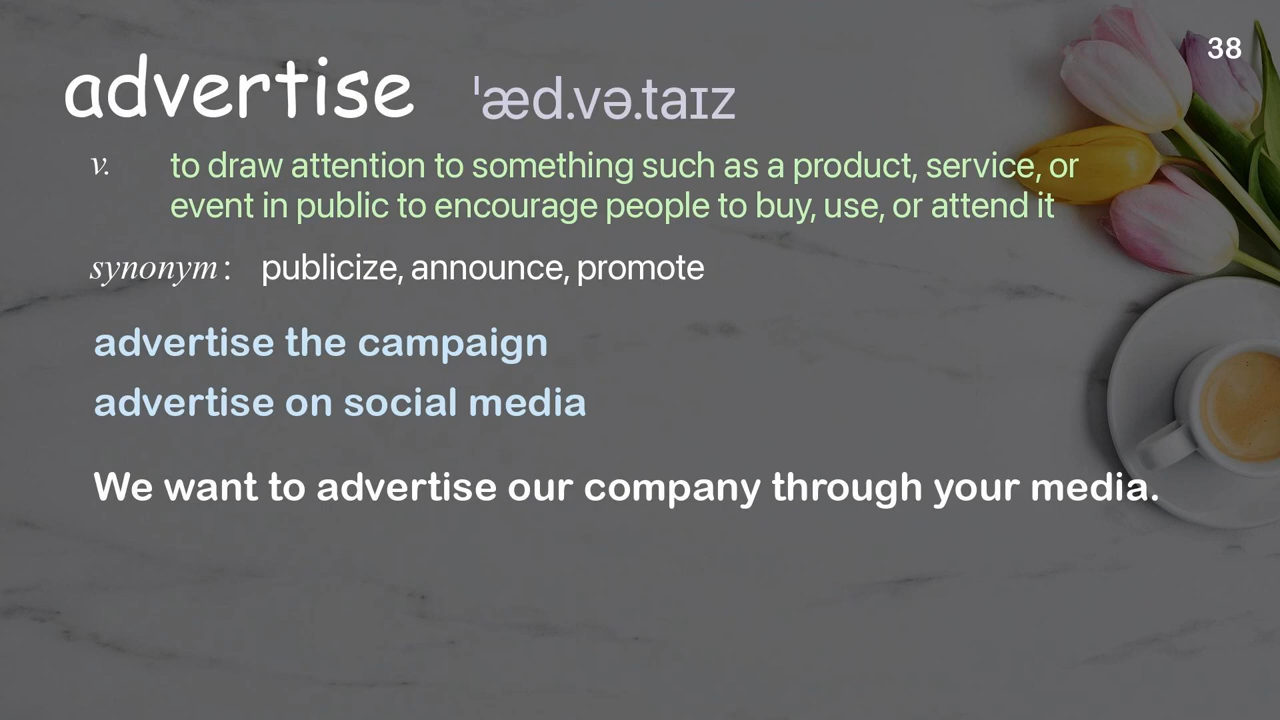 38
advertise ˈæd.və.taɪz
v. to draw attention to something such as a product, service, or
event in public to encourage people to buy, use, or attend it
synonym: publicize, announce, promote
advertise the campaign
advertise on social media
We want to advertise our company through your media.